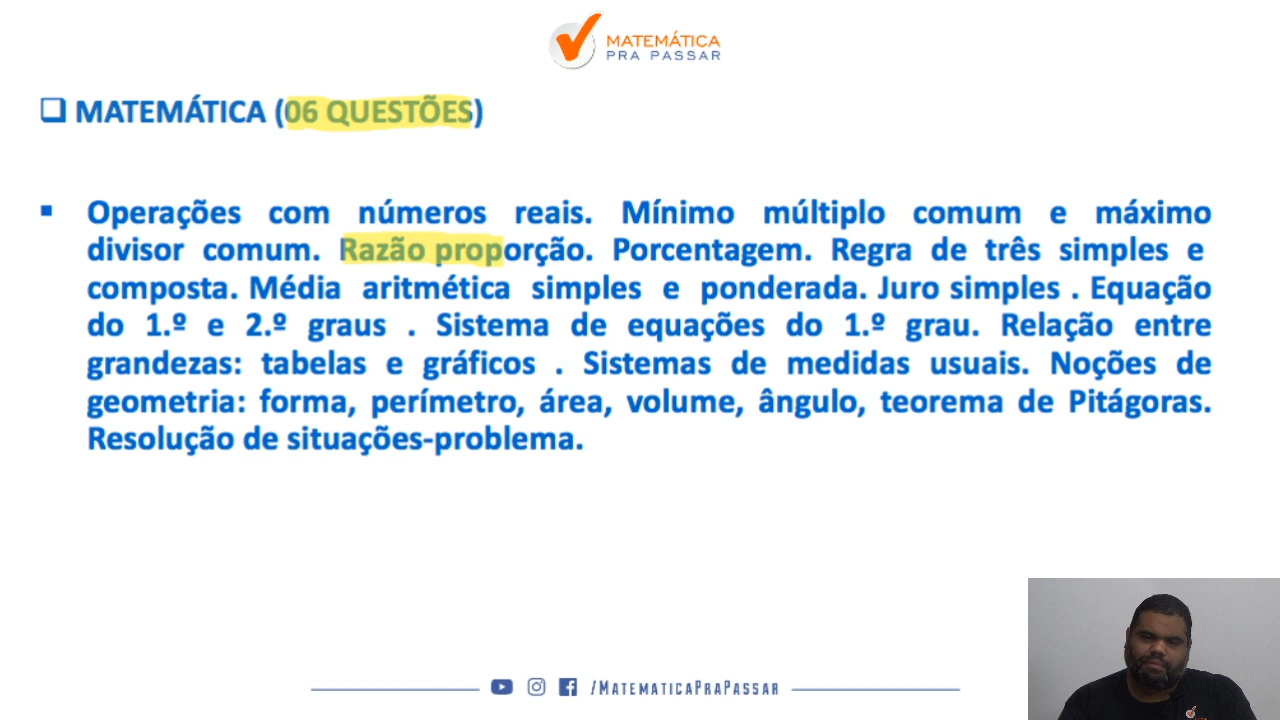 MATEMÁTICA
PRA PASSAR
MATEMÁTICA (06 QUESTÕES)
Operações com números reais. Mínimo múltiplo comum e máximo
divisor comum. Razão proporção. Porcentagem. Regra de três simples e
composta. Média aritmética simples e ponderada. Juro simples . Equação
do 1.º e 2.º graus . Sistema de equações do 1.º grau. Relação entre
grandezas: tabelas e gráficos . Sistemas de medidas usuais. Noções de
geometria: forma, perímetro, área, volume, ângulo, teorema de Pitágoras.
Resolução de situações-problema.
/MATEMATICAPRAPASSAR